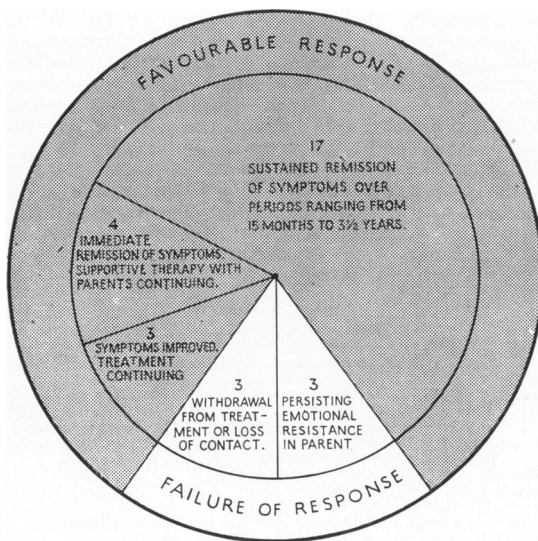 FAVOURABLE RESPONSE
17
SUSTAINED REMISSION
OF SYMPTOMS OVER
PERIODS RANGING FROM
15 MONTHS TO 3½ YEARS.
4
IMMEDIATE
REMISSION OF SYMPTOMS.
SUPPORTIVE THERAPY WITH
PARENTS CONTINUING.
3
SYMPTOMS IMPROVED,
TREATMENT
CONTINUING
3
WITHDRAWAL
FROM TREAT-
MENT OR LOSS
OF CONTACT.
3
PERSISTING
EMOTIONAL
RESISTANCE
IN PARENT
FAILURE OF RESPONSE